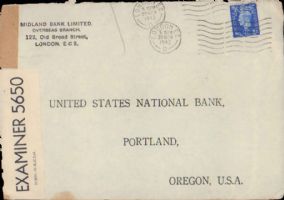 MIDLAND BANK LIMITED.
OVERSEAS BRANCH.
122, Old Broad Street,
LONDON, E.C.2.
UNITED STATES NATIONAL BANK,
PORTLAND,
OREGON, U.S.A.
EXAMINER 5650